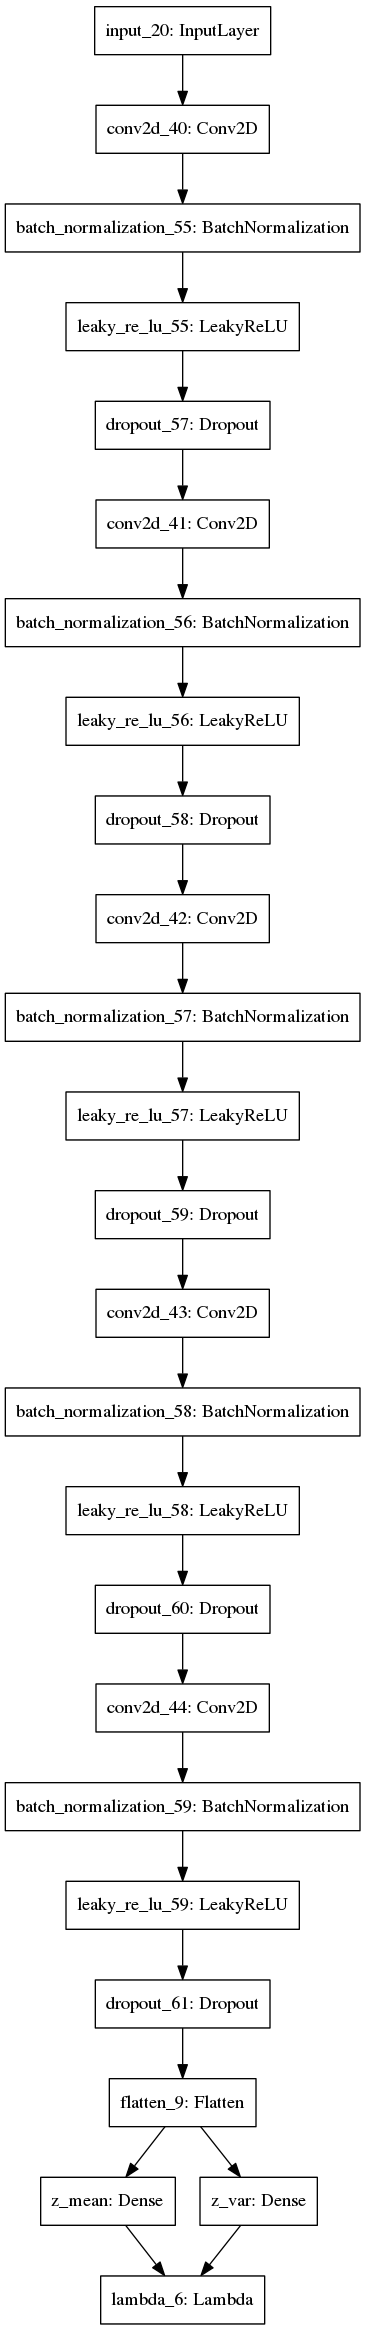 input_20: InputLayer
conv2d_40: Conv2D
batch_normalization_55: BatchNormalization
leaky_re_lu_55: LeakyReLU
dropout_57: Dropout
conv2d_41: Conv2D
batch_normalization_56: BatchNormalization
leaky_re_lu_56: LeakyReLU
dropout_58: Dropout
conv2d_42: Conv2D
batch_normalization_57: BatchNormalization
leaky_re_lu_57: LeakyReLU
dropout_59: Dropout
conv2d_43: Conv2D
batch_normalization_58: BatchNormalization
leaky_re_lu_58: LeakyReLU
dropout_60: Dropout
conv2d_44: Conv2D
batch_normalization_59: BatchNormalization
leaky_re_lu_59: LeakyReLU
dropout_61: Dropout
flatten_9: Flatten
z_mean: Dense
z_var: Dense
lambda_6: Lambda